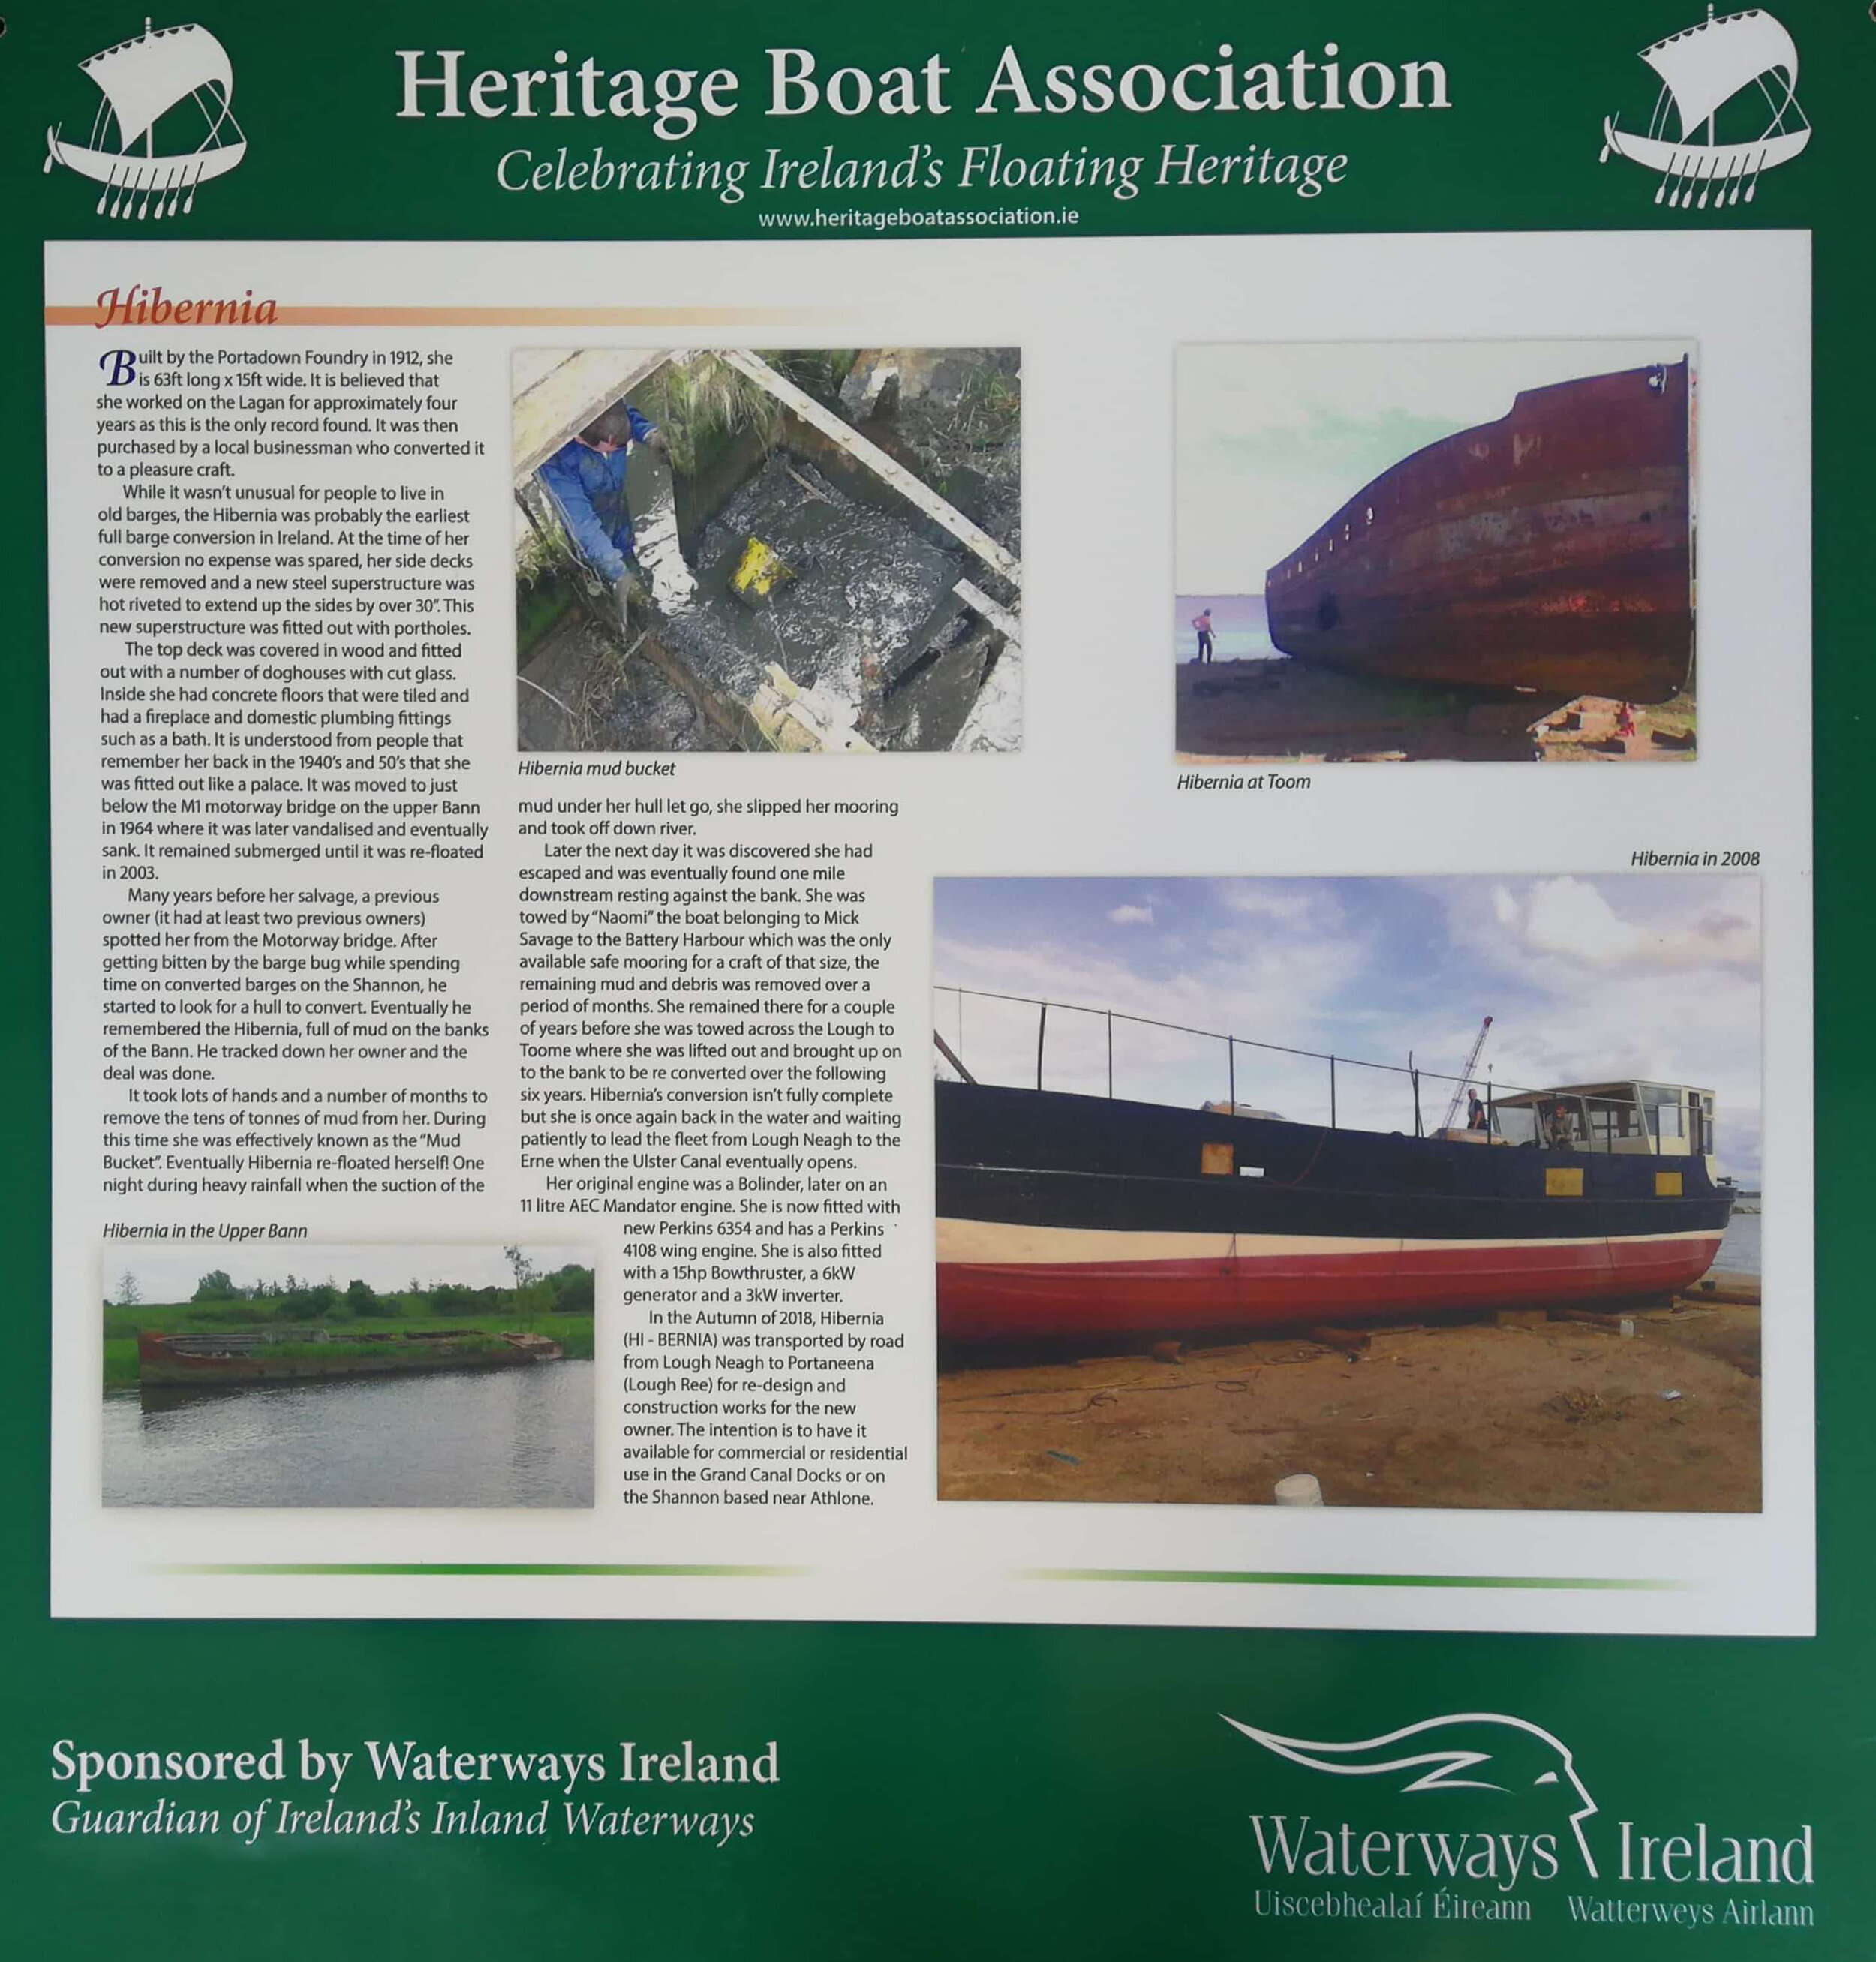 Heritage Boat Association
Celebrating Ireland's Floating Heritage
www.heritageboatassociation.ie
Hibernia
Built by the Portadown Foundry in 1912, she
is 63ft long x 15ft wide. It is believed that
she worked on the Lagan for approximately four
years as this is the only record found. It was then
purchased by a local businessman who converted it
to a pleasure craft.
While it wasn't unusual for people to live in
old barges, the Hibernia was probably the earliest
full barge conversion in Ireland. At the time of her
conversion no expense was spared, her side decks
were removed and a new steel superstructure was
hot riveted to extend up the sides by over 30". This
new superstructure was fitted out with portholes.
The top deck was covered in wood and fitted
out with a number of doghouses with cut glass.
Inside she had concrete floors that were tiled and
had a fireplace and domestic plumbing fittings
such as a bath. It is understood from people that
remember her back in the 1940's and 50's that she
was fitted out like a palace. It was moved to just
below the M1 motorway bridge on the upper Bann
in 1964 where it was later vandalised and eventually
sank. It remained submerged until it was re-floated
in 2003.
Many years before her salvage, a previous
owner (it had at least two previous owners)
spotted her from the Motorway bridge. After
getting bitten by the barge bug while spending
time on converted barges on the Shannon, he
started to look for a hull to convert. Eventually he
remembered the Hibernia, full of mud on the banks
of the Bann. He tracked down her owner and the
deal was done.
It took lots of hands and a number of months to
remove the tens of tonnes of mud from her. During
this time she was effectively known as the "Mud
Bucket". Eventually Hibernia re-floated herself! One
night during heavy rainfall when the suction of the
Hibernia in the Upper Bann
Hibernia mud bucket
mud under her hull let go, she slipped her mooring
and took off down river.
Later the next day it was discovered she had
escaped and was eventually found one mile
downstream resting against the bank. She was
towed by "Naomi" the boat belonging to Mick
Savage to the Battery Harbour which was the only
available safe mooring for a craft of that size, the
remaining mud and debris was removed over a
period of months. She remained there for a couple
of years before she was towed across the Lough to
Toome where she was lifted out and brought up on
to the bank to be re converted over the following
six years. Hibernia's conversion isn't fully complete
but she is once again back in the water and waiting
patiently to lead the fleet from Lough Neagh to the
Erne when the Ulster Canal eventually opens.
Her original engine was a Bolinder, later on an
11 litre AEC Mandator engine. She is now fitted with
new Perkins 6354 and has a Perkins
4108 wing engine. She is also fitted
with a 15hp Bowthruster, a 6kW
generator and a 3kW inverter.
In the Autumn of 2018, Hibernia
(HI - BERNIA) was transported by road
from Lough Neagh to Portaneena
(Lough Ree) for re-design and
construction works for the new
owner. The intention is to have it
available for commercial or residential
use in the Grand Canal Docks or on
the Shannon based near Athlone.
Hibernia at Toom
Hibernia in 2008
Sponsored by Waterways Ireland
Guardian of Ireland's Inland Waterways
Waterways Ireland
Uiscebhealaí Éireann Watterweys Airlann